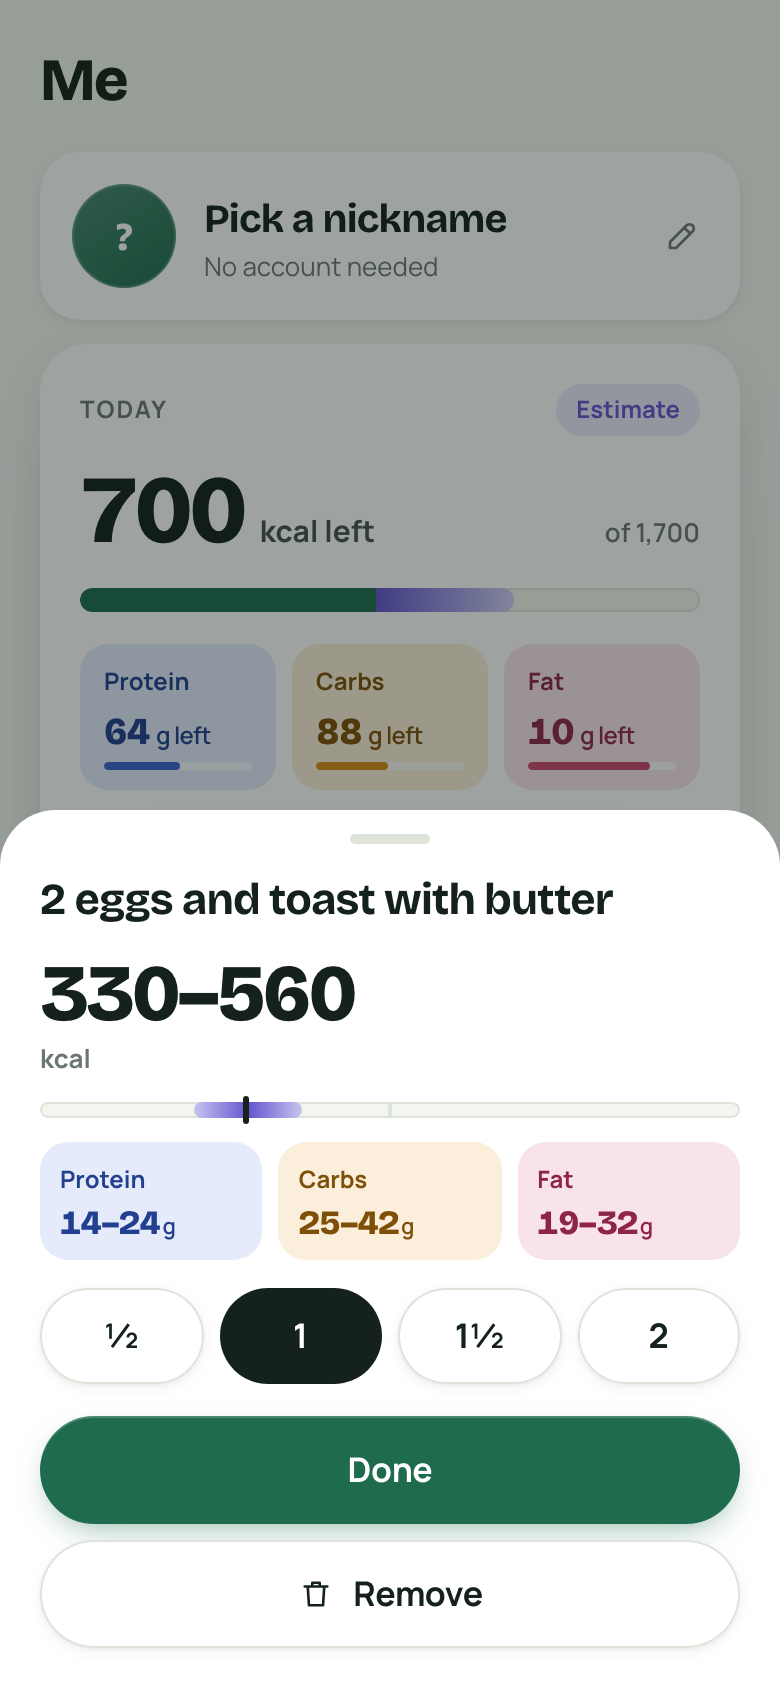 Me
?
Pick a nickname
No account needed
TODAY
Estimate
700 kcal left
of 1,700
Protein
64 g left
Carbs
88 g left
Fat
10 g left
2 eggs and toast with butter
330–560
kcal
Protein
14–24g
Carbs
25–42g
Fat
19–32g
½
1
1½
2
Done
Remove